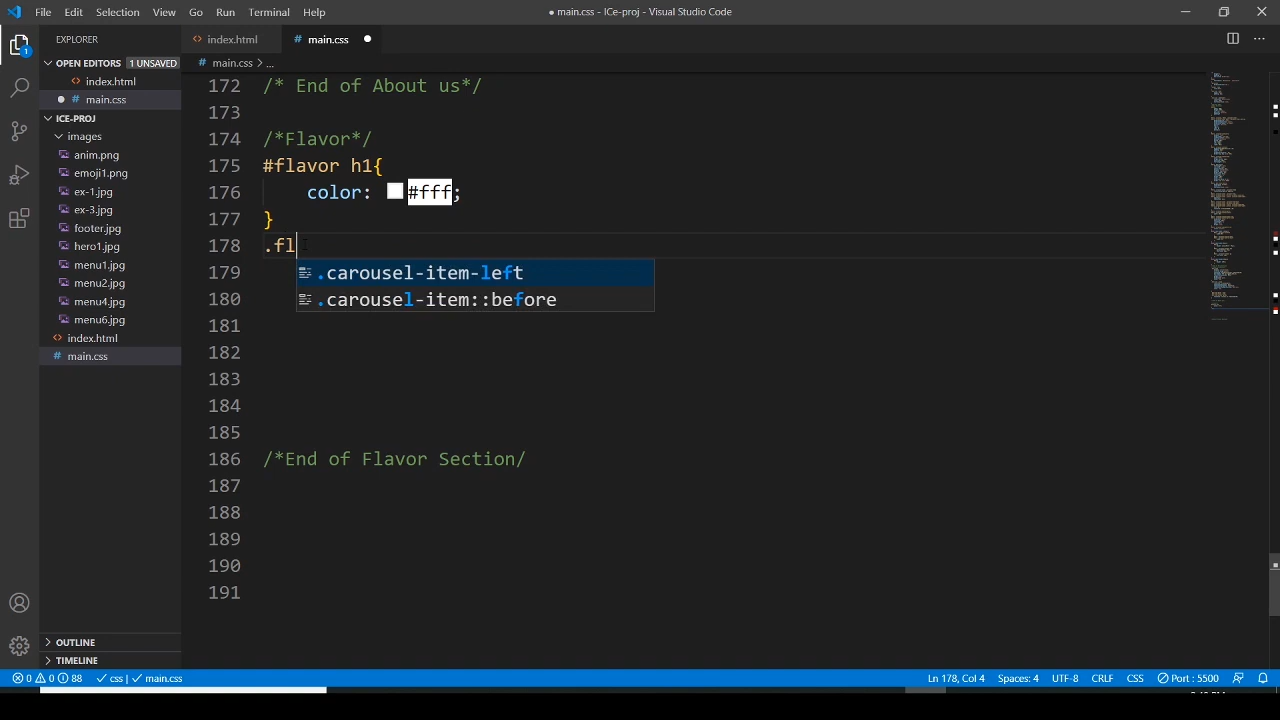 File Edit Selection View Go Run Terminal Help ● main.css - ICe-proj - Visual Studio Code
EXPLORER
index.html
main.css
OPEN EDITORS 1 UNSAVED
main.css > ...
1
index.html
main.css
ICE-PROJ
images
anim.png
emoji1.png
ex-1.jpg
ex-3.jpg
footer.jpg
hero1.jpg
menu1.jpg
menu2.jpg
menu4.jpg
menu6.jpg
index.html
main.css
172 /* End of About us*/
173
174 /*Flavor*/
175 #flavor h1{
176 color: #fff;
177 }
178 .fl
179 .carousel-item-left
180 .carousel-item::before
181
182
183
184
185
186 /*End of Flavor Section/
187
188
189
190
191
OUTLINE
TIMELINE
0 0 88 css | main.css Ln 178, Col 4 Spaces: 4 UTF-8 CRLF CSS Port : 5500